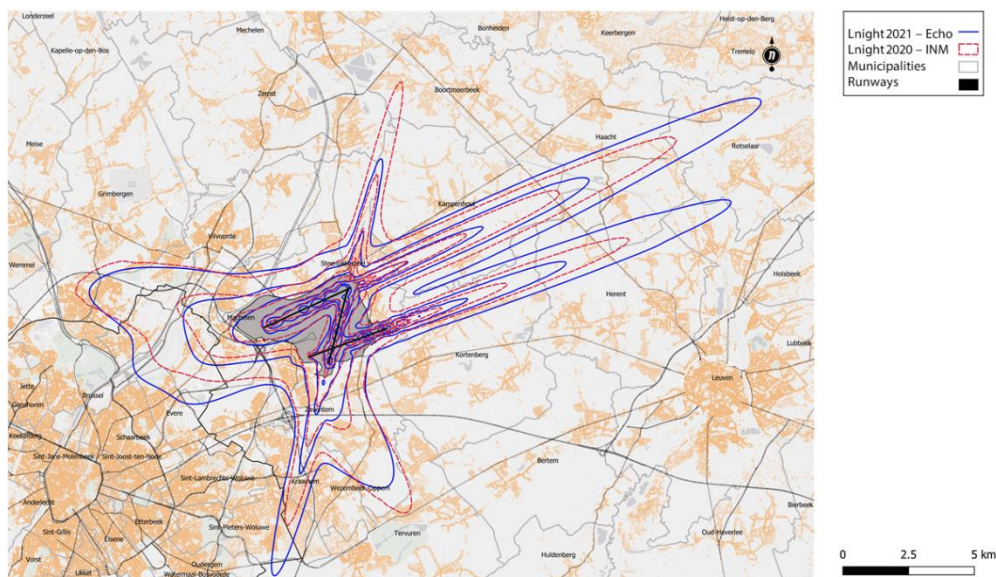 Londerzeel
Mechelen
Bonheiden
Heist-op-den-Berg
Keerbergen
Kapelle-op-den-Bos
Tremelo
n
Zemst
Boortmeerbeek
Haacht
Meise
Rotselaar
Grimbergen
Kampenhout
Vilvoorde
Wemmel
Steenokkerzeel
Holsbeek
Herent
Machelen
Lubbeek
Kortenberg
Leuven
Jette
Brussel
Ganshoren
Zaventem
Evere
Koekelberg
Schaarbeek
Sint-Jans-Molenbeek
Sint-Joost-ten-Node
Bertem
Sint-Lambrechts-Woluwe
Kraainem
Wezembeek-Oppem
Anderlecht
Bierbeek
Etterbeek
Sint-Gillis
Sint-Pieters-Woluwe
Tervuren
Oud-Heverlee
Elsene
Huldenberg
Vorst
Oudergem
Ukkel
Watermaal-Bosvoorde
Lnight 2021 – Echo
Lnight 2020 – INM
Municipalities
Runways
0 2.5 5 km